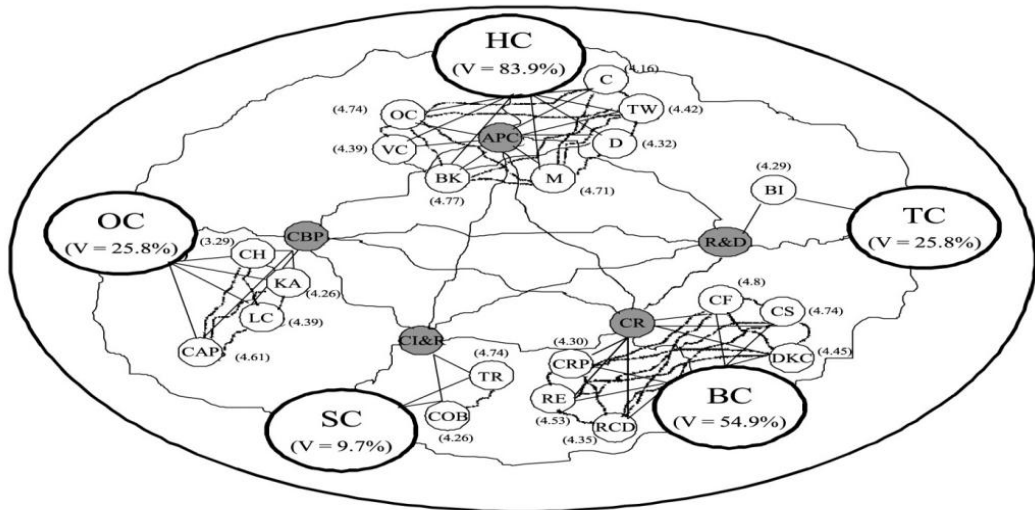 HC
(V = 83.9%)
C
(4.16)
(4.74)
OC
TW
(4.42)
APC
(4.39)
VC
D
(4.32)
BK
M
(4.77)
(4.71)
(4.29)
BI
OC
(V = 25.8%)
TC
(V = 25.8%)
CBP
R&D
(3.29)
CH
KA
(4.26)
LC
(4.39)
CAP
(4.61)
CI&R
CR
(4.8)
CF
CS
(4.74)
DKC
(4.45)
(4.74)
TR
COB
(4.26)
(4.30)
CRP
RE
(4.53)
RCD
(4.35)
SC
(V = 9.7%)
BC
(V = 54.9%)